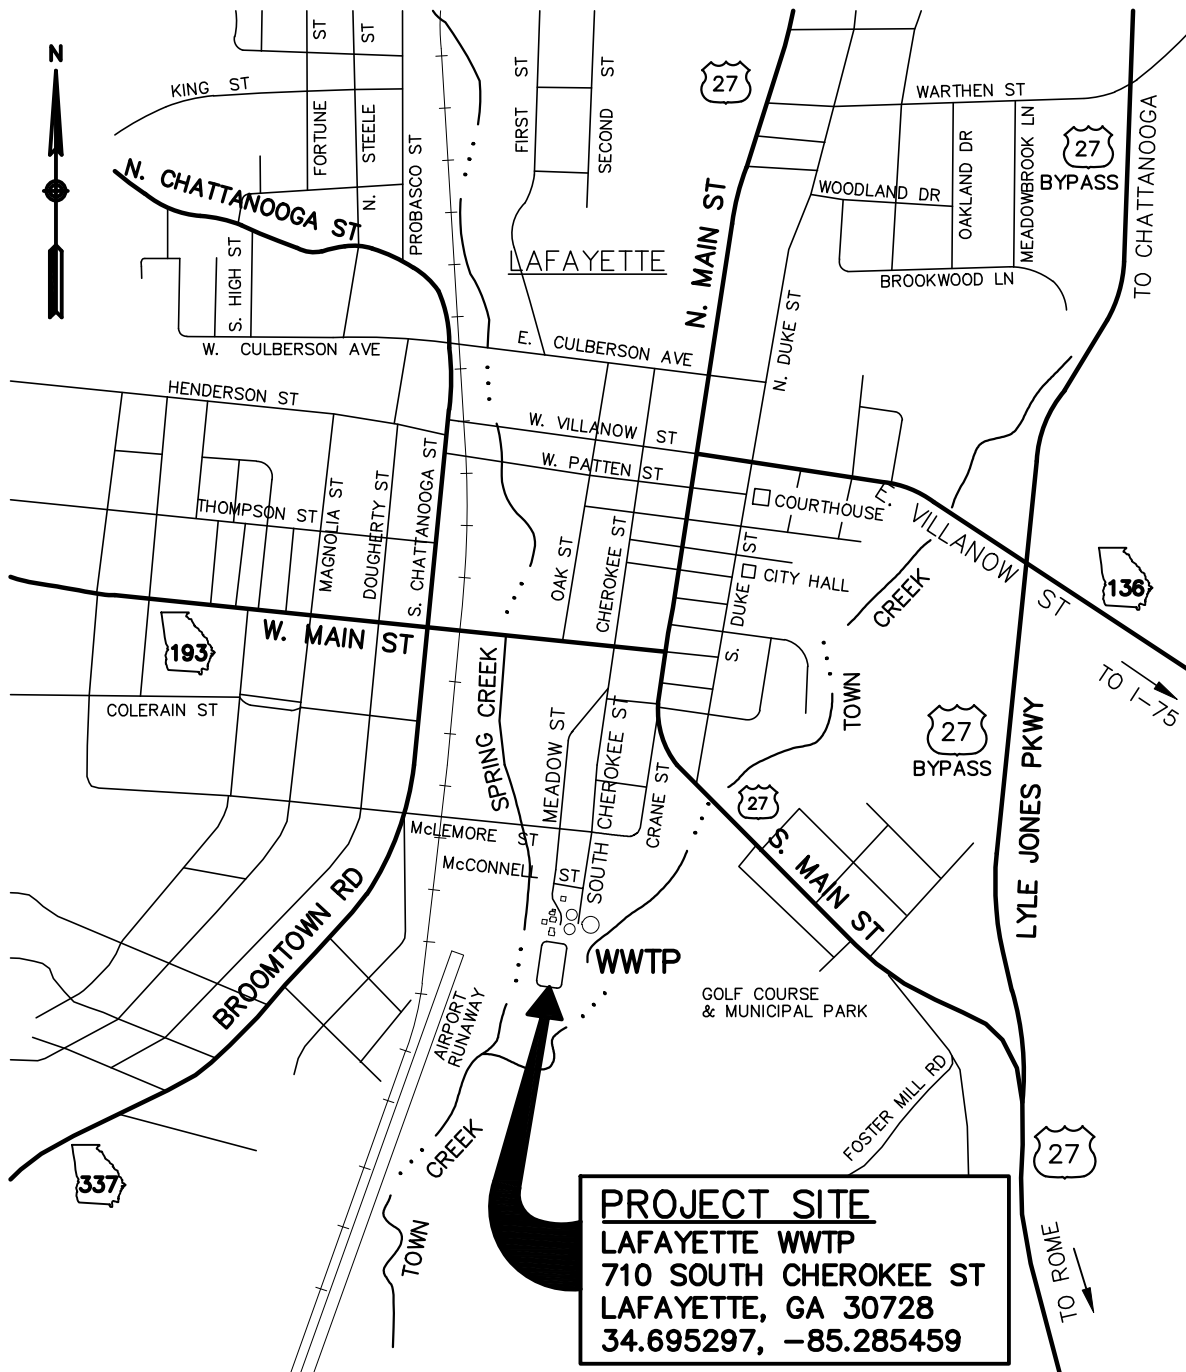 N
KING ST
FORTUNE ST
N. STEELE ST
PROBASCO ST
FIRST ST
SECOND ST
27
WARTHEN ST
27
BYPASS
TO CHATTANOOGA
N. CHATTANOOGA ST
LAFAYETTE
N. MAIN ST
WOODLAND DR
OAKLAND DR
MEADOWBROOK LN
BROOKWOOD LN
S. HIGH ST
W. CULBERSON AVE
E. CULBERSON AVE
N. DUKE ST
HENDERSON ST
W. VILLANOW ST
W. PATTEN ST
THOMPSON ST
MAGNOLIA ST
DOUGHERTY ST
S. CHATTANOOGA ST
OAK ST
CHEROKEE ST
COURTHOUSE
CITY HALL
S. DUKE ST
E. VILLANOW ST
CREEK
136
193
W. MAIN ST
COLERAIN ST
SPRING CREEK
MEADOW ST
SOUTH CHEROKEE ST
CRANE ST
TOWN
TO I-75
27
BYPASS
LYLE JONES PKWY
27
S. MAIN ST
McLEMORE ST
McCONNELL ST
BROOMTOWN RD
WWTP
GOLF COURSE
& MUNICIPAL PARK
AIRPORT
RUNAWAY
FOSTER MILL RD
CREEK
TOWN
337
27
TO ROME
PROJECT SITE
LAFAYETTE WWTP
710 SOUTH CHEROKEE ST
LAFAYETTE, GA 30728
34.695297, -85.285459